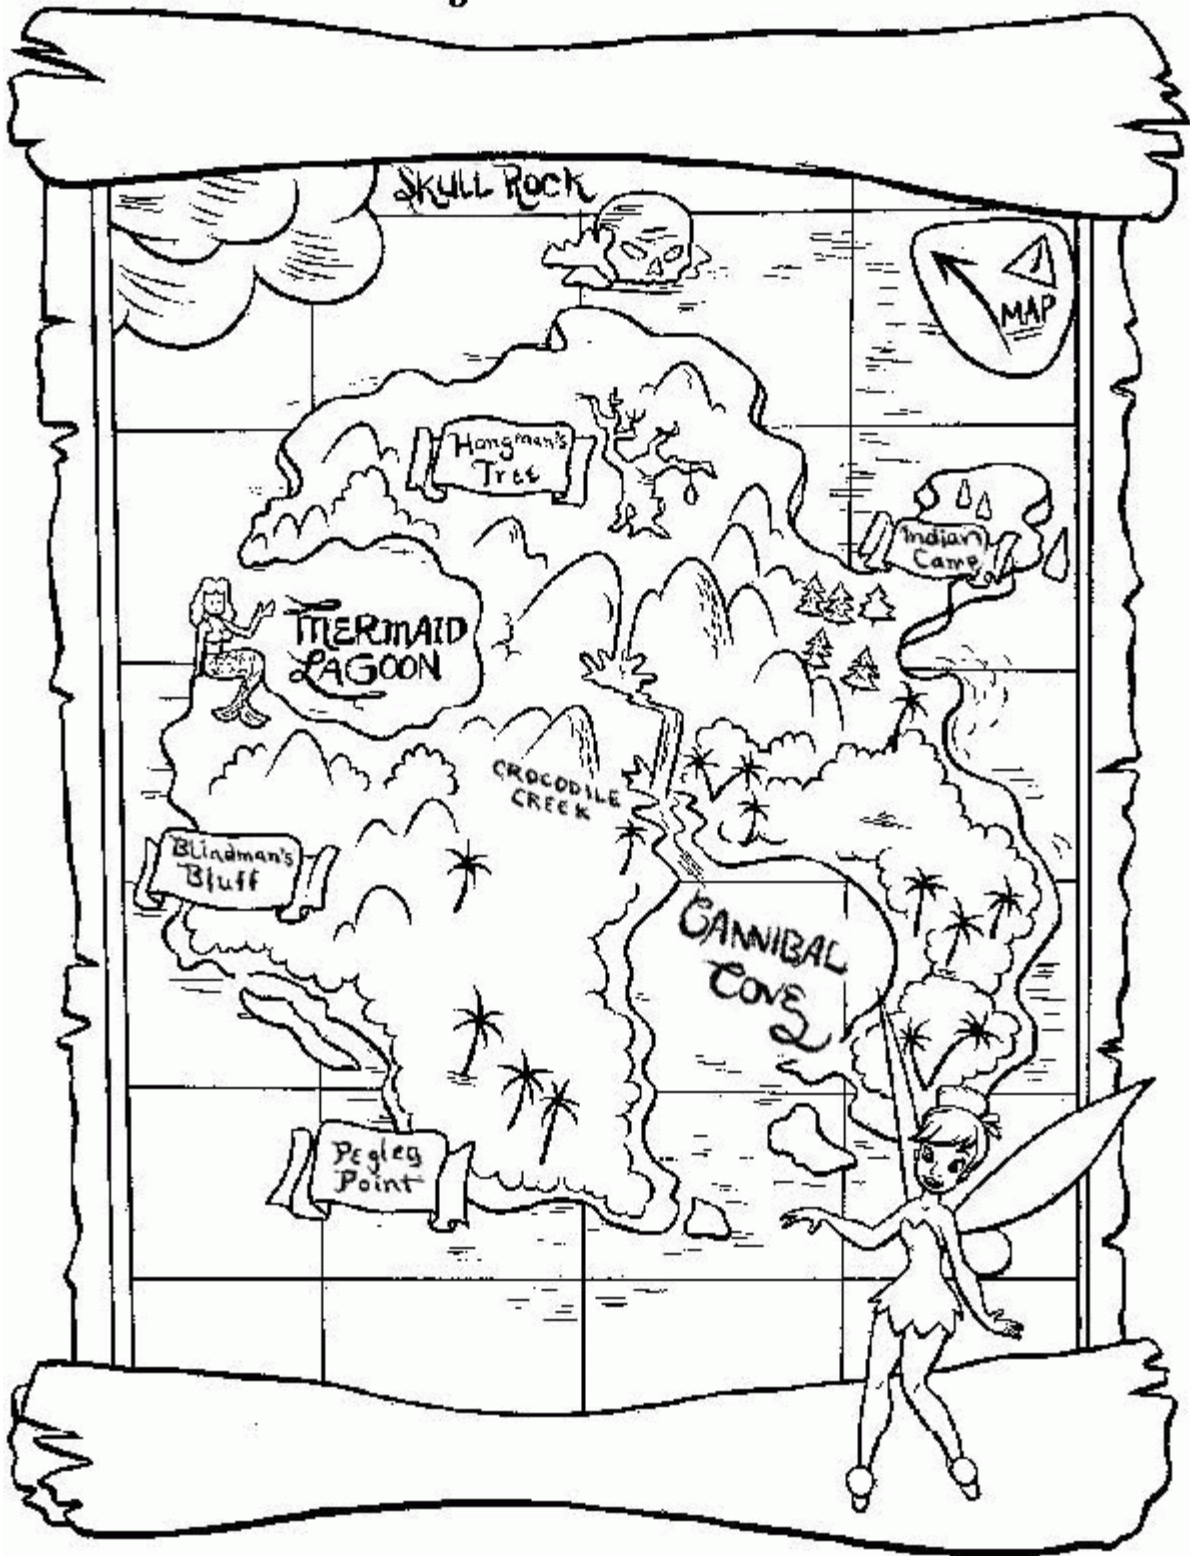 SKULL ROCK
MAP
Hangman's
Tree
Indian
Camp
MERMAID
LAGOON
CROCODILE
CREEK
Blindman's
Bluff
CANNIBAL
COVE
Pegleg
Point